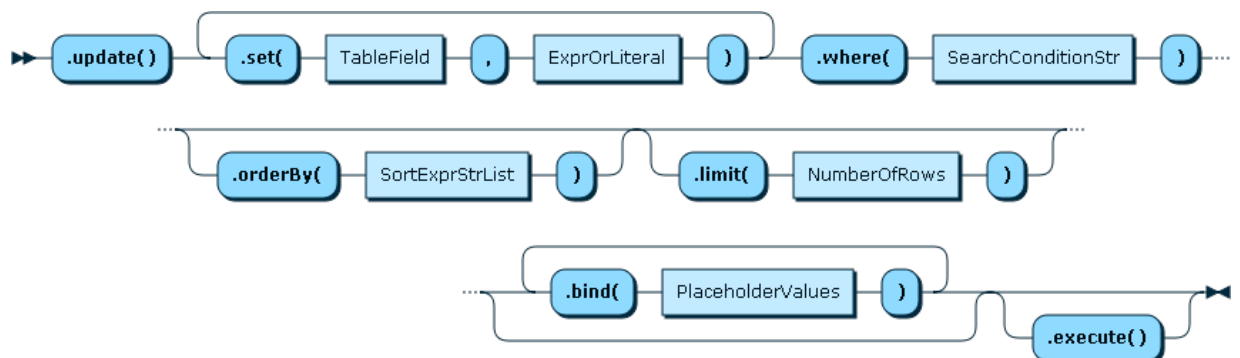 .update() .set( TableField , ExprOrLiteral ) .where( SearchConditionStr )
.orderBy( SortExprStrList ) .limit( NumberOfRows )
.bind( PlaceholderValues )
.execute()